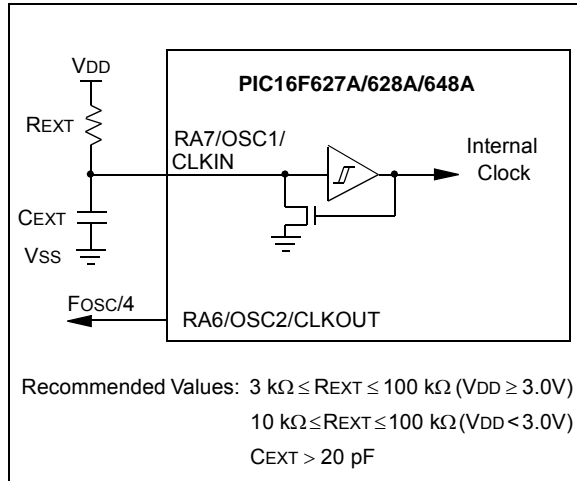 VDD
PIC16F627A/628A/648A
REXT
RA7/OSC1/
CLKIN
Internal
Clock
CEXT
VSS
FOSC/4
RA6/OSC2/CLKOUT
Recommended Values: 3 kΩ ≤ REXT ≤ 100 kΩ (VDD ≥ 3.0V)
10 kΩ ≤ REXT ≤ 100 kΩ (VDD < 3.0V)
CEXT > 20 pF